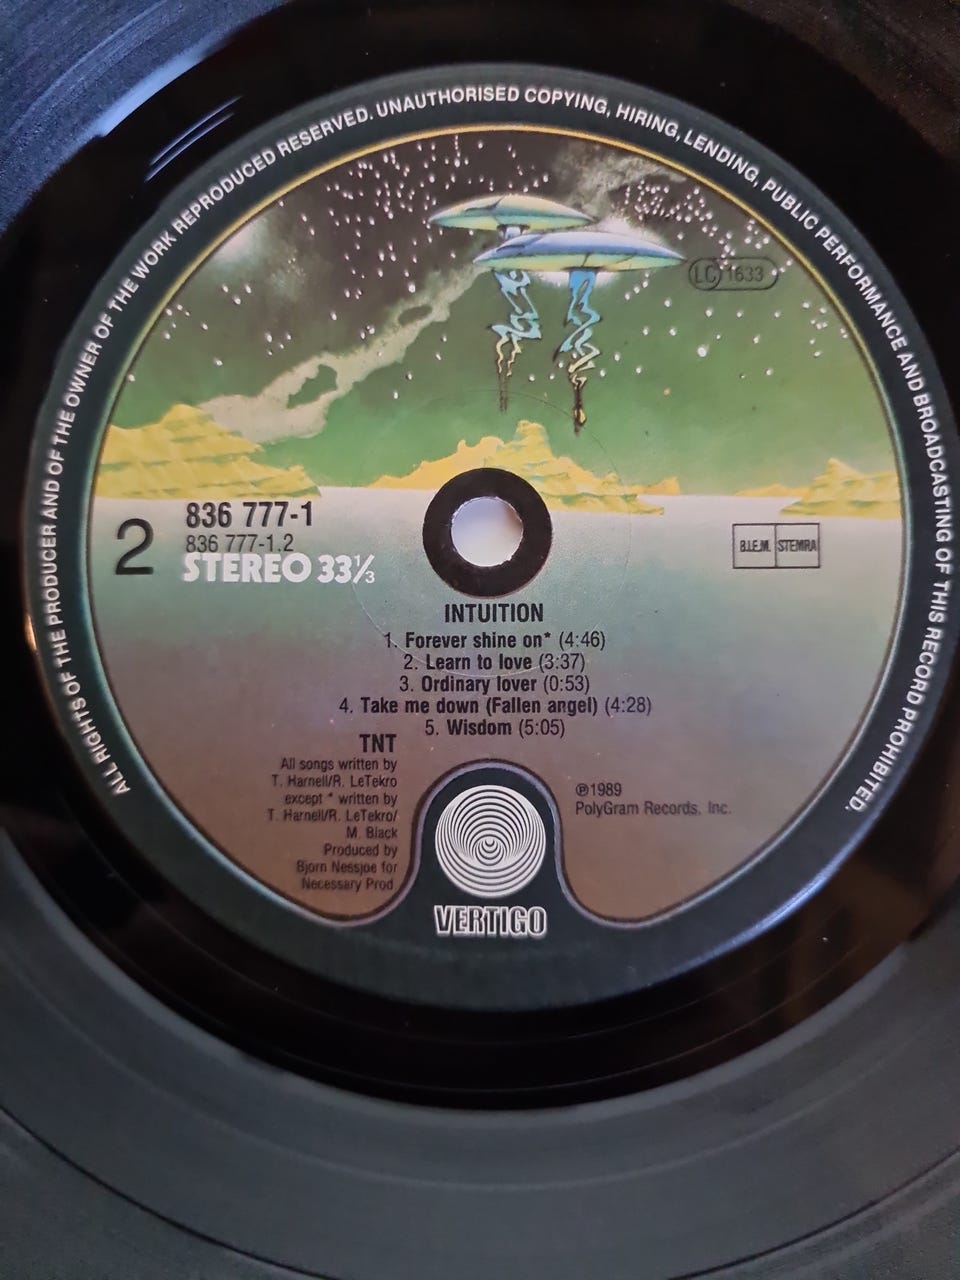 ALL RIGHTS OF THE PRODUCER AND OF THE OWNER OF THE WORK REPRODUCED RESERVED. UNAUTHORISED COPYING, HIRING, LENDING, PUBLIC PERFORMANCE AND BROADCASTING OF THIS RECORD PROHIBITED.
LC 1633
2
836 777-1
836 777-1.2
STEREO 33⅓
B.I.E.M. STEMRA
INTUITION
1. Forever shine on* (4:46)
2. Learn to love (3:37)
3. Ordinary lover (0:53)
4. Take me down (Fallen angel) (4:28)
5. Wisdom (5:05)
TNT
All songs written by
T. Harnell/R. LeTekro
except * written by
T. Harnell/R. LeTekro/
M. Black
Produced by
Bjorn Nessjoe for
Necessary Prod.
℗1989
PolyGram Records, Inc.
VERTIGO